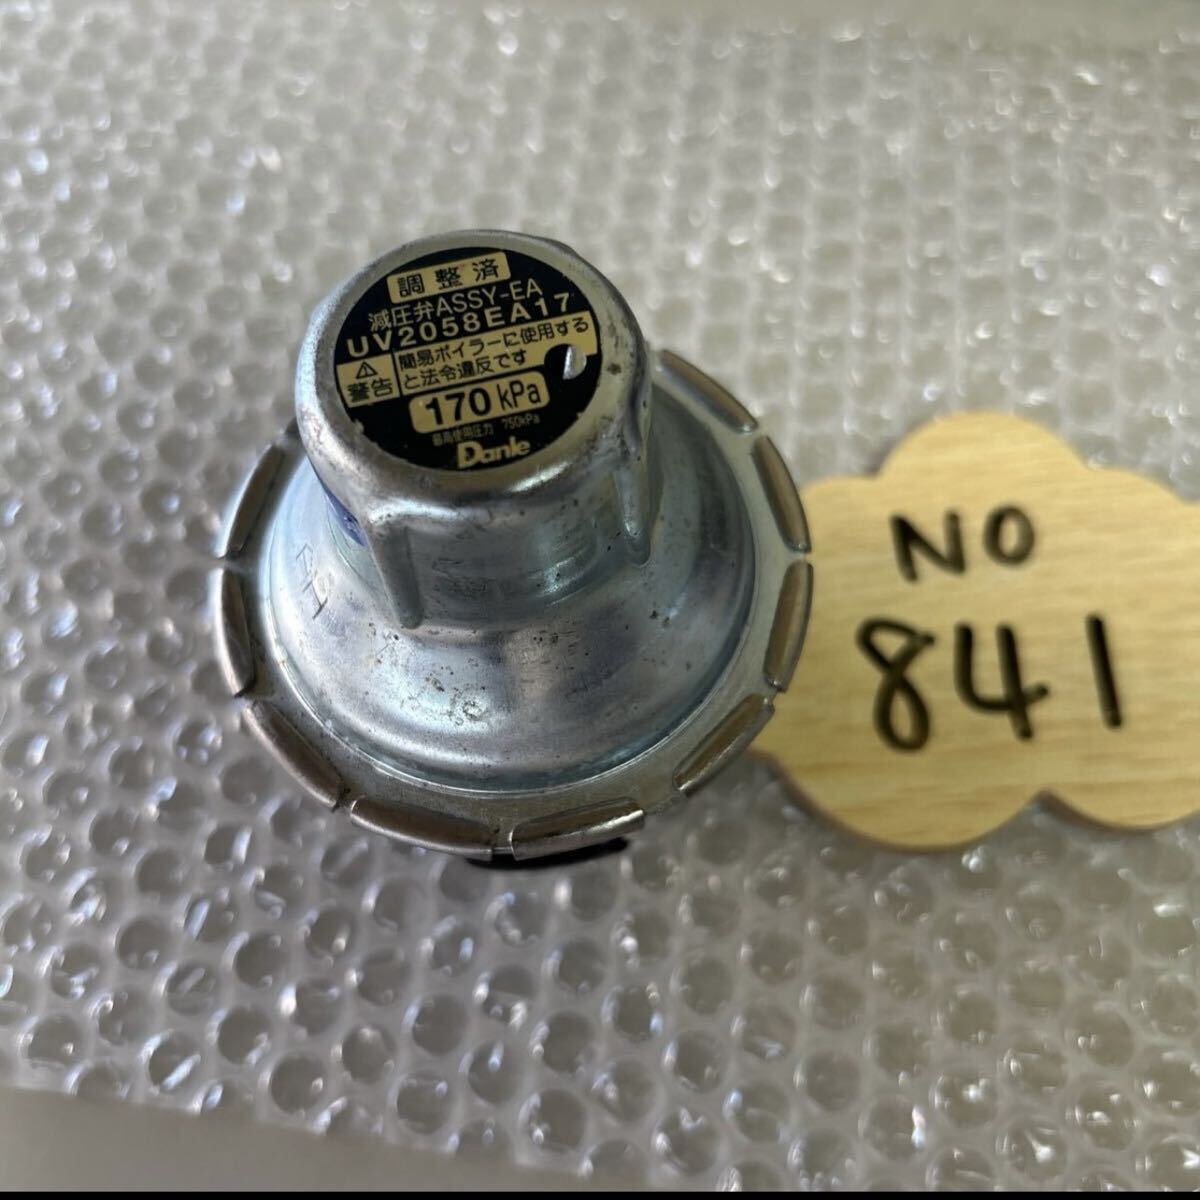 調整済
減圧弁ASSY-EA
UV2058EA17
警告
簡易ボイラーに使用する
と法令違反です
170 kPa
最高使用圧力 750kPa
Danle
NO
841